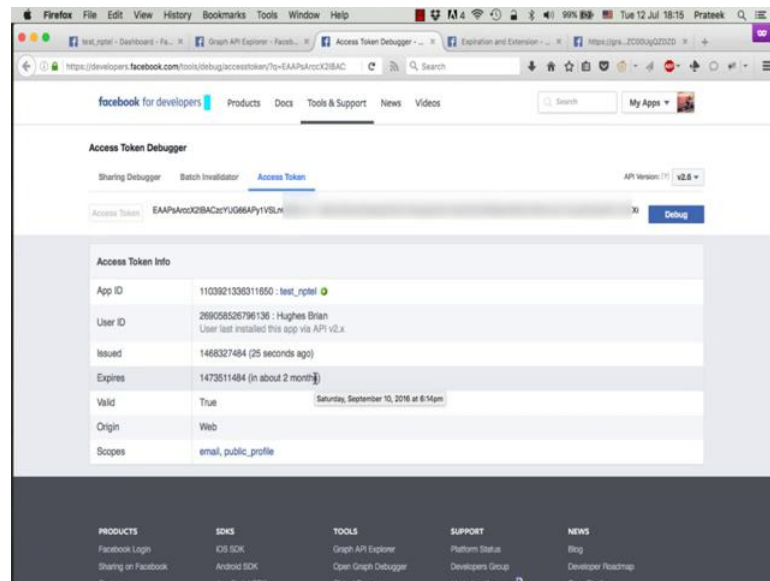 Firefox File Edit View History Bookmarks Tools Window Help 4 99% Tue 12 Jul 18:15 Prateek
test_nptel - Dashboard - Fa... Graph API Explorer - Faceb... Access Token Debugger - ... Expiration and Extension - ...
https://developers.facebook.com/tools/debug/accesstoken/?q=EAAPsArccX2IBAC Search
facebook for developers Products Docs Tools & Support News Videos Search My Apps
Access Token Debugger
Sharing Debugger Batch Invalidator Access Token API Version: [?] v2.6
Access Token Debug
Access Token Info
App ID 1103921336311650 : test_nptel
User ID 269058526796136 : Hughes Brian
User last installed this app via API v2.x
Issued 1468327484 (25 seconds ago)
Expires 1473511484 (in about 2 months)
Saturday, September 10, 2016 at 6:14pm
Valid True
Origin Web
Scopes email, public_profile
PRODUCTS SDKS TOOLS SUPPORT NEWS
Facebook Login iOS SDK Graph API Explorer Platform Status Blog
Sharing on Facebook Android SDK Open Graph Debugger Developers Group Developer Roadmap